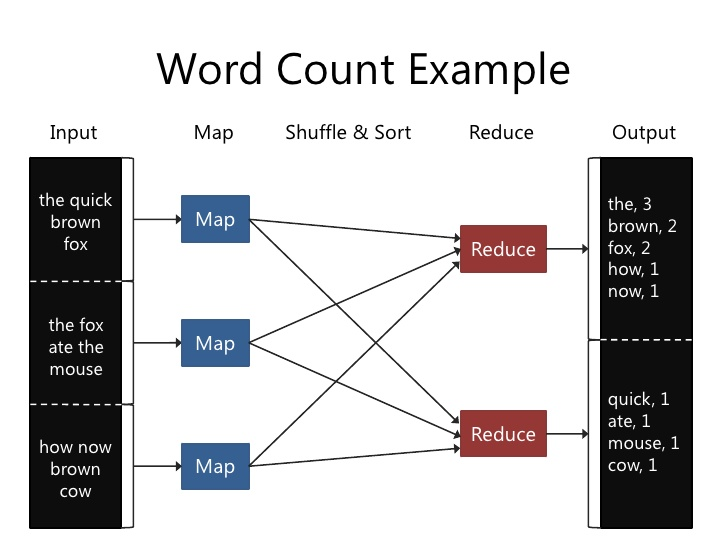 Word Count Example
Input
Map
Shuffle & Sort
Reduce
Output
the quick
brown
fox
the fox
ate the
mouse
how now
brown
cow
Map
Map
Map
Reduce
Reduce
the, 3
brown, 2
fox, 2
how, 1
now, 1
quick, 1
ate, 1
mouse, 1
cow, 1